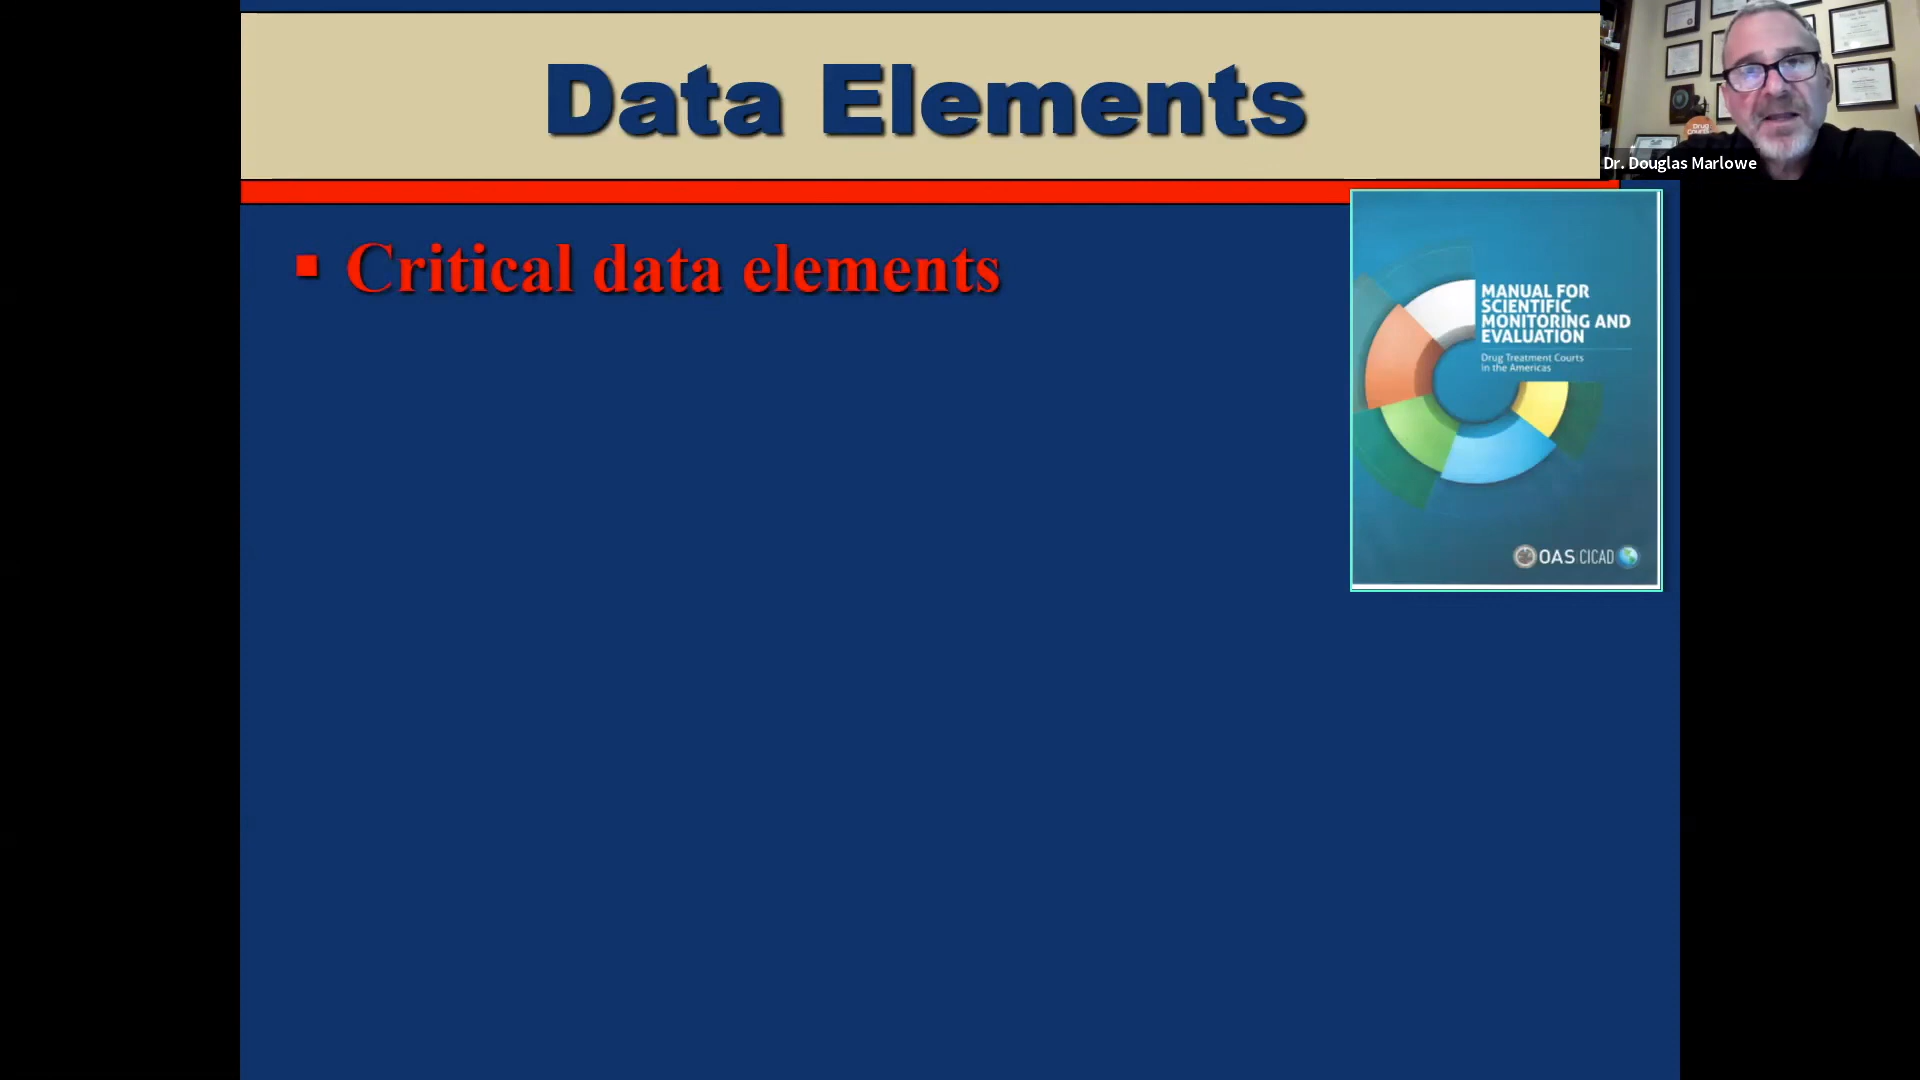 Data Elements
Dr. Douglas Marlowe
▪ Critical data elements
MANUAL FOR
SCIENTIFIC
MONITORING AND
EVALUATION
Drug Treatment Courts
in the Americas
OAS CICAD